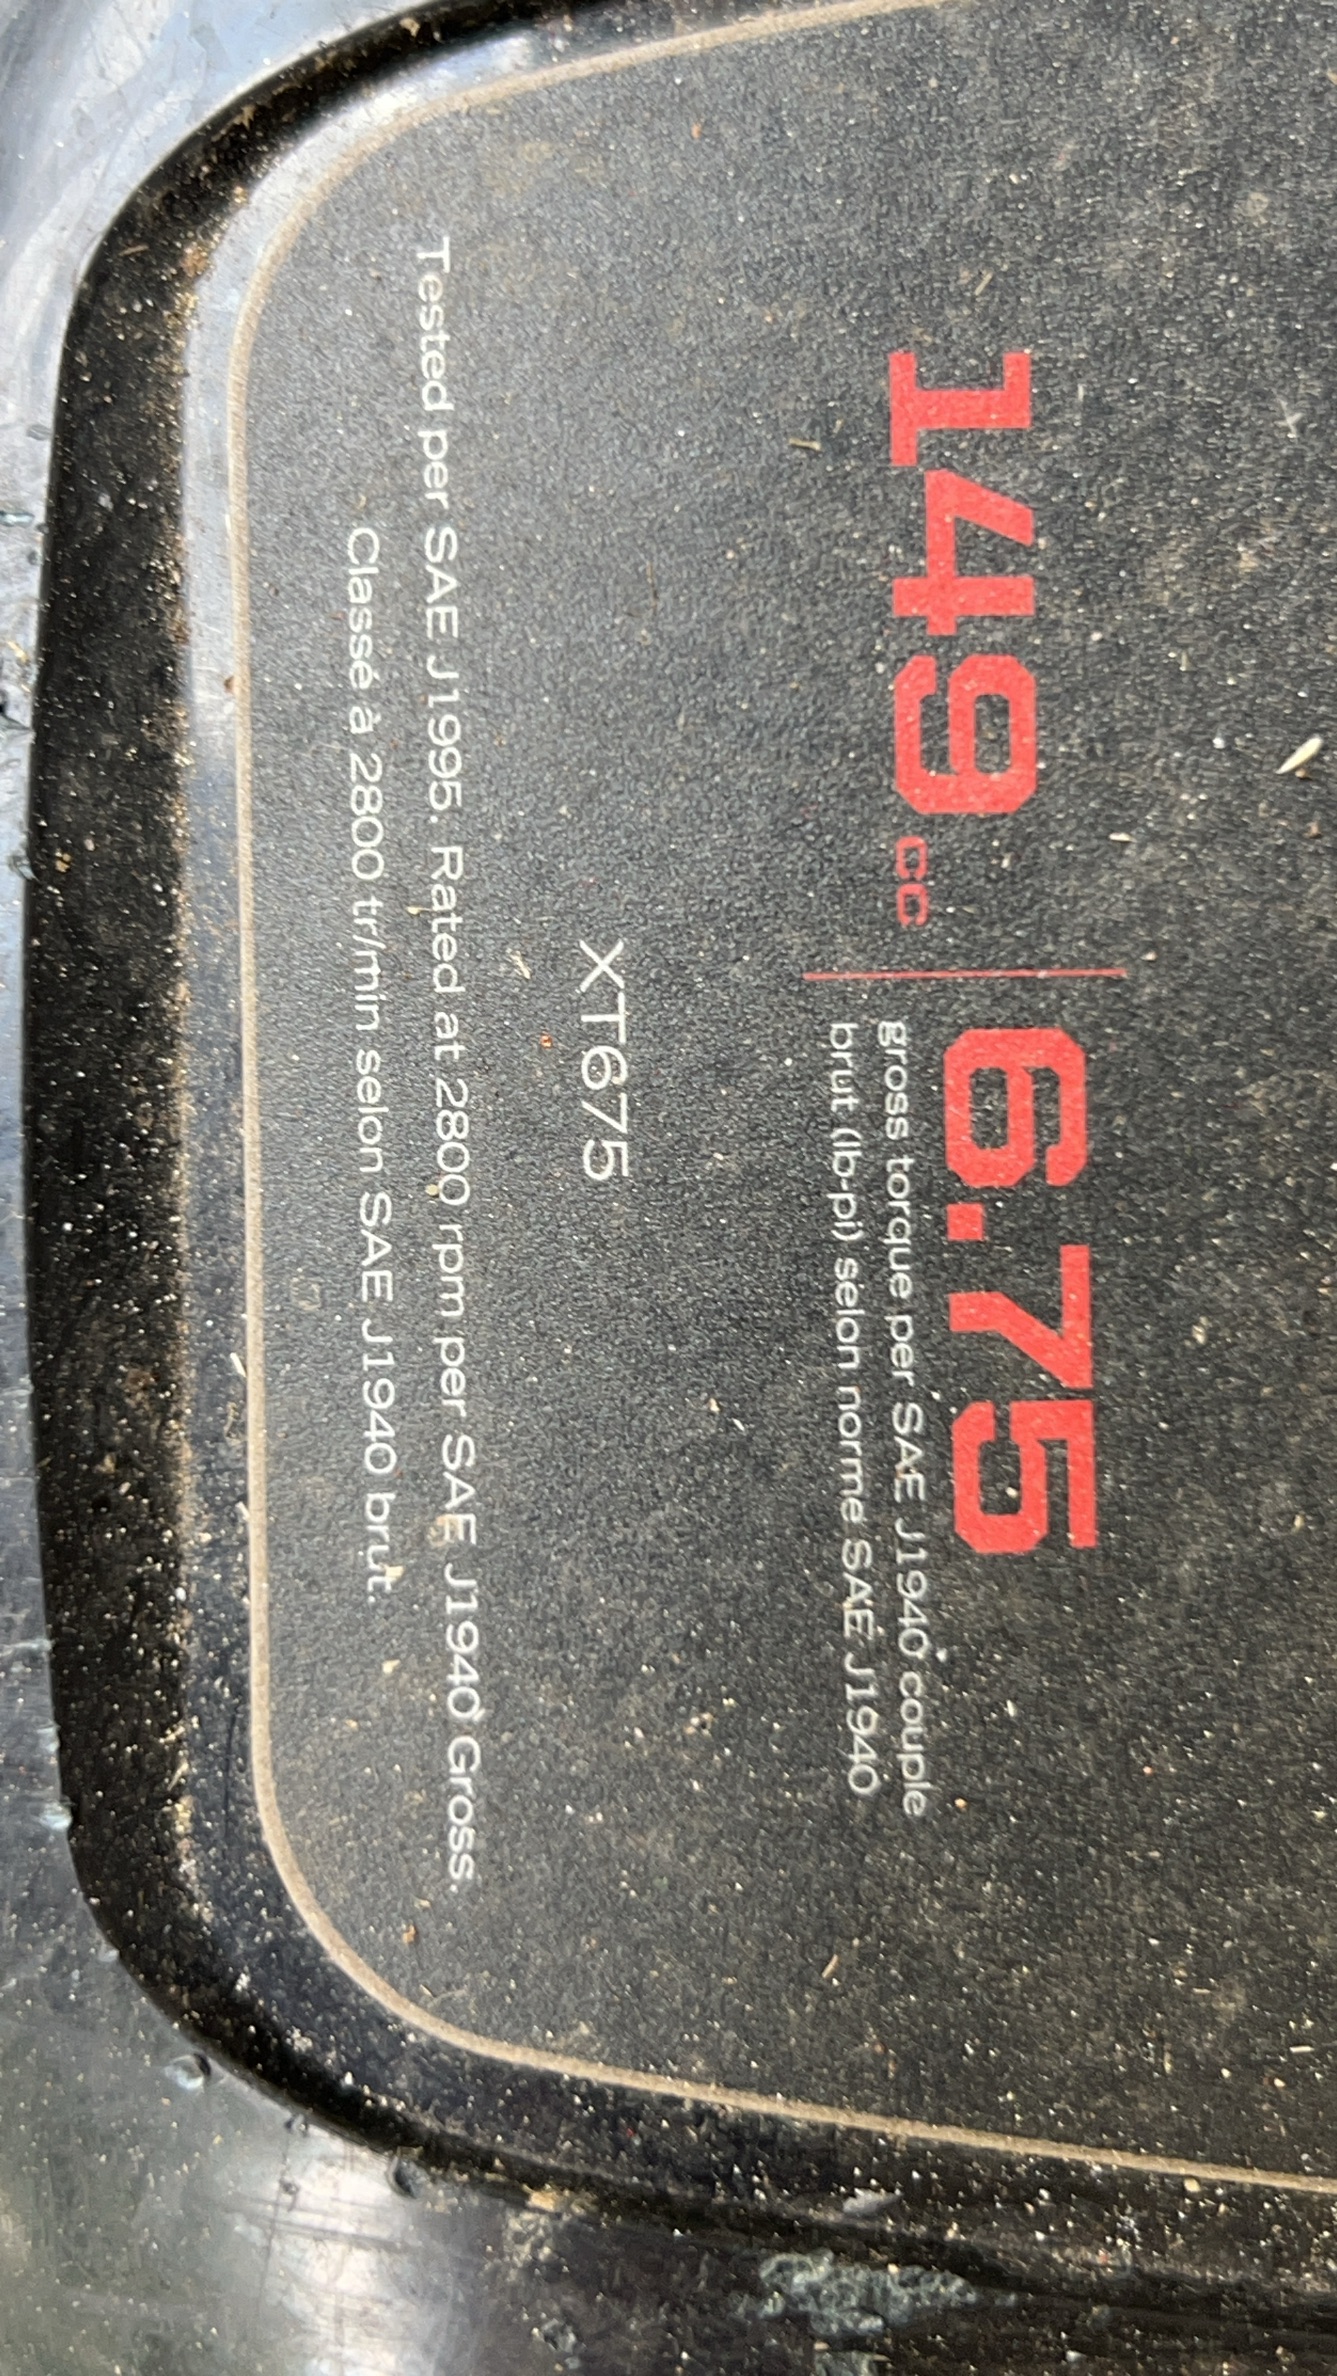 149cc
6.75
gross torque per SAE J1940 couple
brut (lb-pi) selon norme SAE J1940
XT675
Tested per SAE J1995. Rated at 2800 rpm per SAE J1940 Gross.
Classé à 2800 tr/min selon SAE J1940 brut.